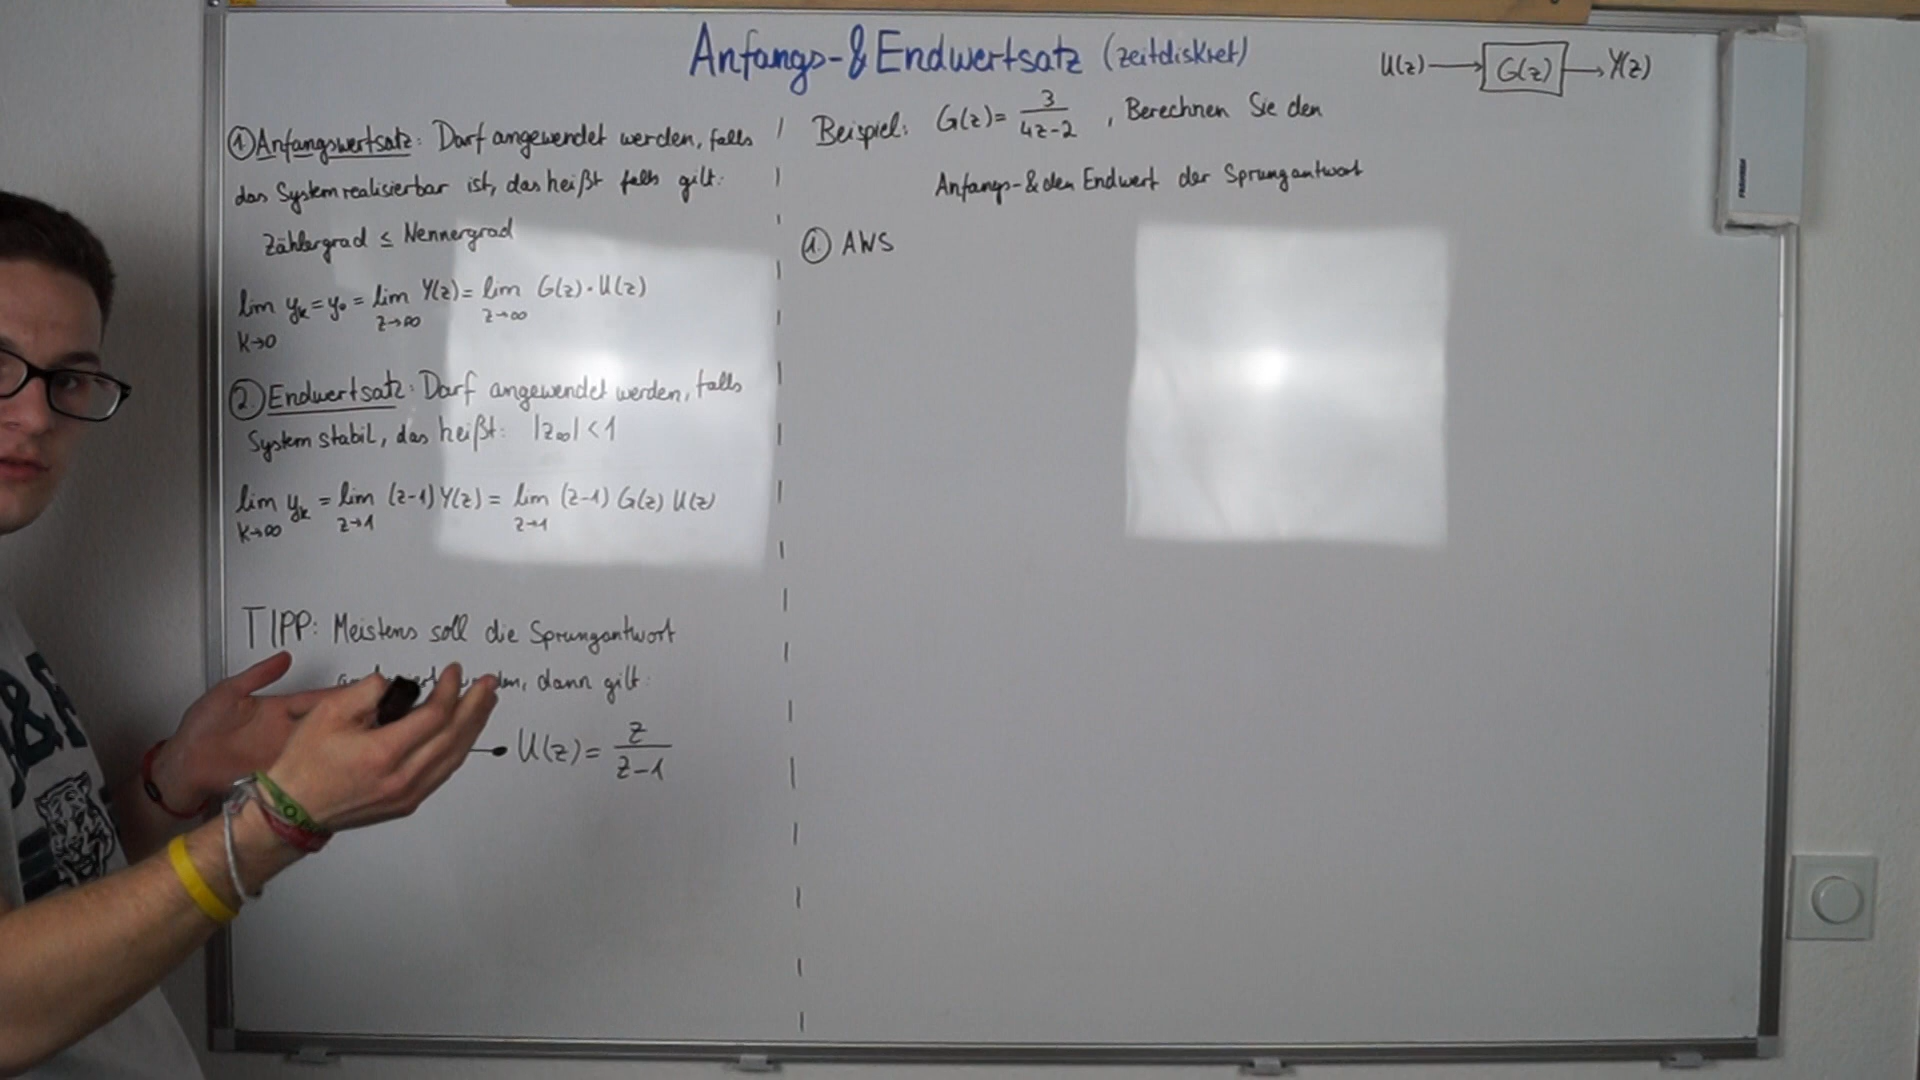 Anfangs-&Endwertsatz (zeitdiskret)
U(z) → G(z) → Y(z)
① Anfangswertsatz: Darf angewendet werden, falls
das System realisierbar ist, das heißt falls gilt:
Zählergrad ≤ Nennergrad
lim yₖ = y₀ = lim Y(z) = lim G(z)·U(z)
k→0 z→∞ z→∞
② Endwertsatz: Darf angewendet werden, falls
System stabil, das heißt: |z∞| < 1
lim yₖ = lim (z-1) Y(z) = lim (z-1) G(z) U(z)
k→∞ z→1 z→1
TIPP: Meistens soll die Sprungantwort
dann gilt:
U(z) = z/(z-1)
Beispiel: G(z) = 3/(4z-2), Berechnen Sie den
Anfangs-&den Endwert der Sprungantwort
① AWS